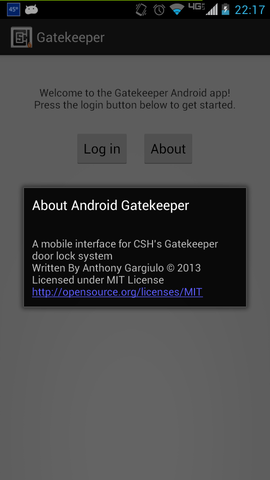 45°
4G
22:17
Gatekeeper
Welcome to the Gatekeeper Android app!
Press the login button below to get started.
Log in
About
About Android Gatekeeper
A mobile interface for CSH's Gatekeeper
door lock system
Written By Anthony Gargiulo © 2013
Licensed under MIT License
http://opensource.org/licenses/MIT